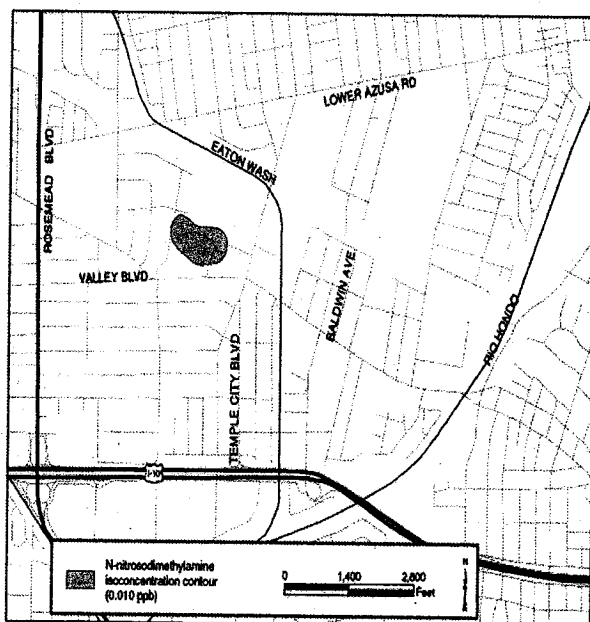 LOWER AZUSA RD
EATON WASH
ROSEMEAD BLVD
VALLEY BLVD
BALDWIN AVE.
RIO HONDO
TEMPLE CITY BLVD
I-10
N-nitrosodimethylamine
isoconcentration contour
(0.010 ppb)
0 1,400 2,800
Feet
N